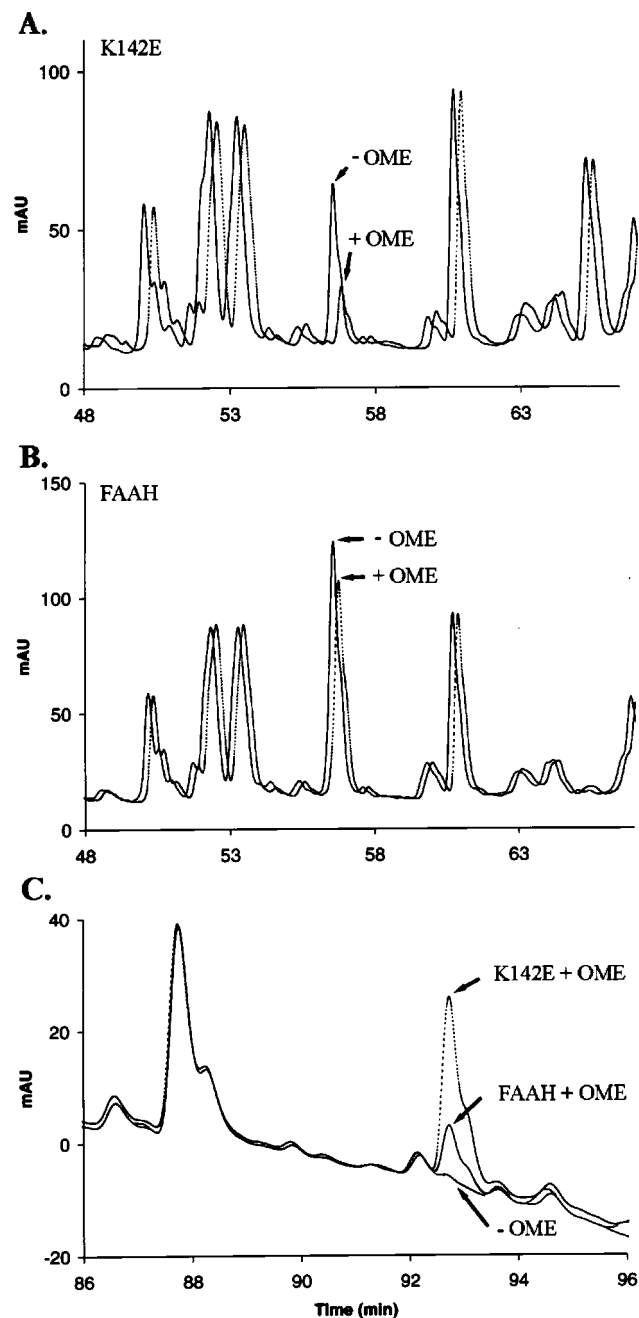 A.
K142E
100
- OME
+ OME
50
mAU
0
48 53 58 63
B.
FAAH
150
- OME
+ OME
100
mAU
50
0
48 53 58 63
C.
40
K142E + OME
20
FAAH + OME
mAU
0
- OME
-20
86 88 90 92 94 96
Time (min)